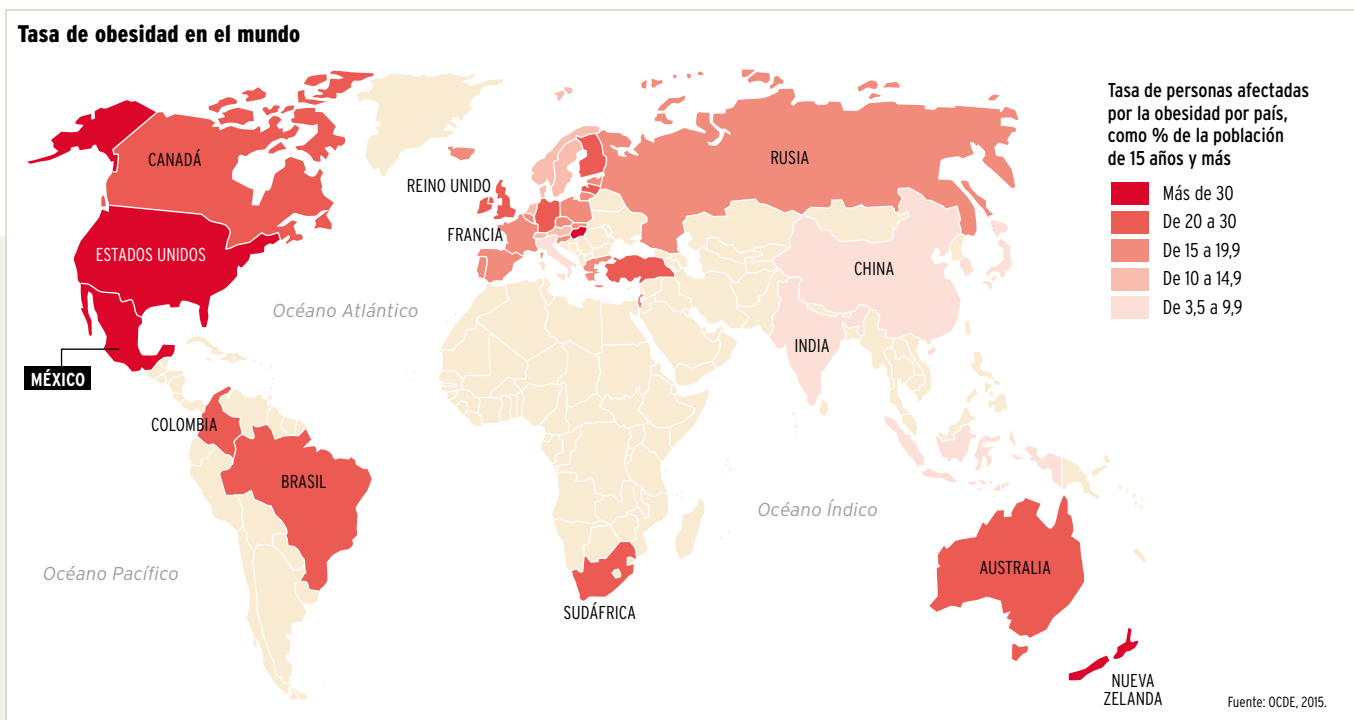 Tasa de obesidad en el mundo
Tasa de personas afectadas
por la obesidad por país,
como % de la población
de 15 años y más
Más de 30
De 20 a 30
De 15 a 19,9
De 10 a 14,9
De 3,5 a 9,9
CANADÁ
RUSIA
REINO UNIDO
FRANCIA
ESTADOS UNIDOS
CHINA
Océano Atlántico
INDIA
MÉXICO
COLOMBIA
BRASIL
Océano Índico
Océano Pacífico
AUSTRALIA
SUDÁFRICA
NUEVA
ZELANDA
Fuente: OCDE, 2015.